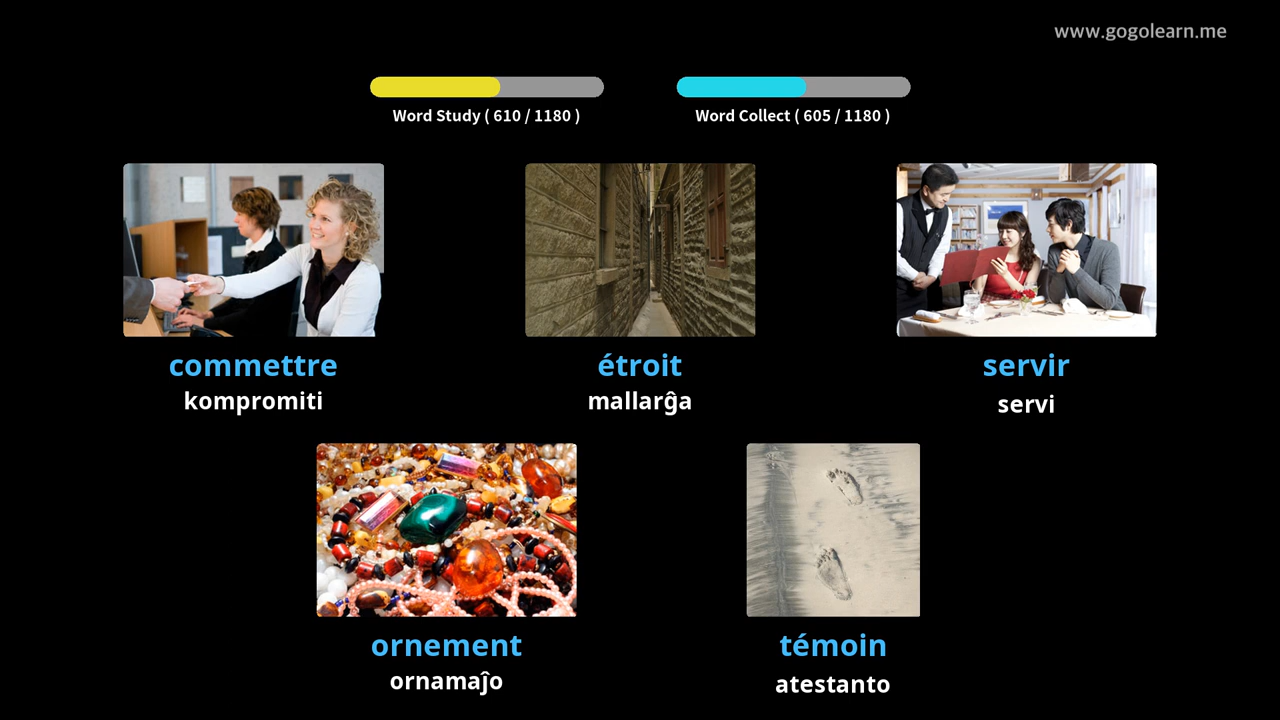 www.gogolearn.me
Word Study ( 610 / 1180 )
Word Collect ( 605 / 1180 )
commettre
kompromiti
étroit
mallarĝa
servir
servi
ornement
ornamaĵo
témoin
atestanto